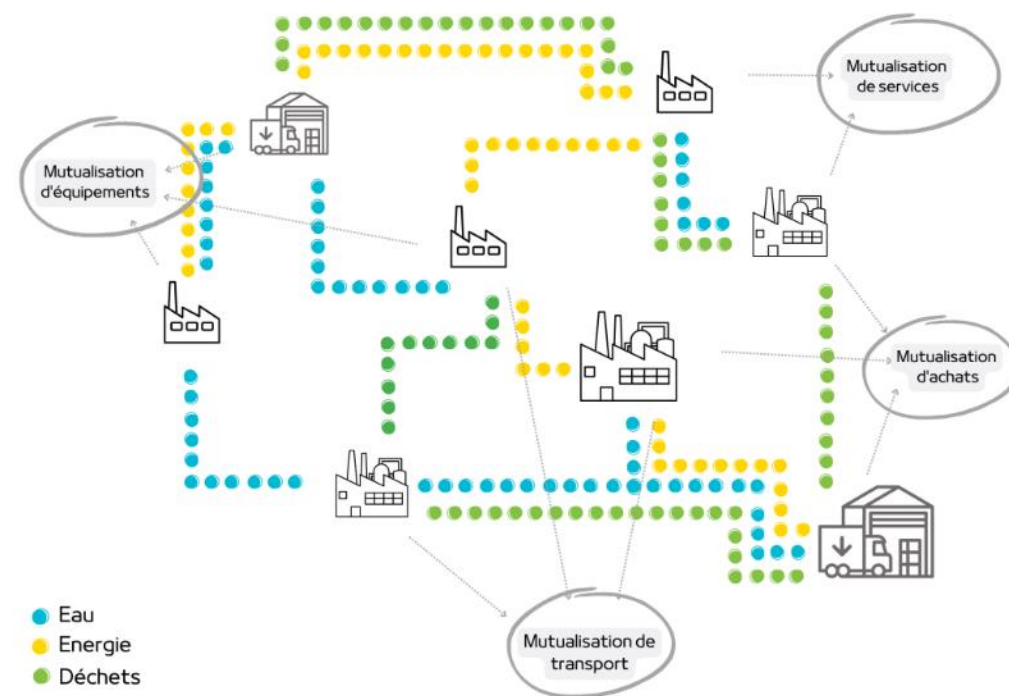 Mutualisation
de services
Mutualisation
d'équipements
Mutualisation
d'achats
Mutualisation de
transport
Eau
Energie
Déchets